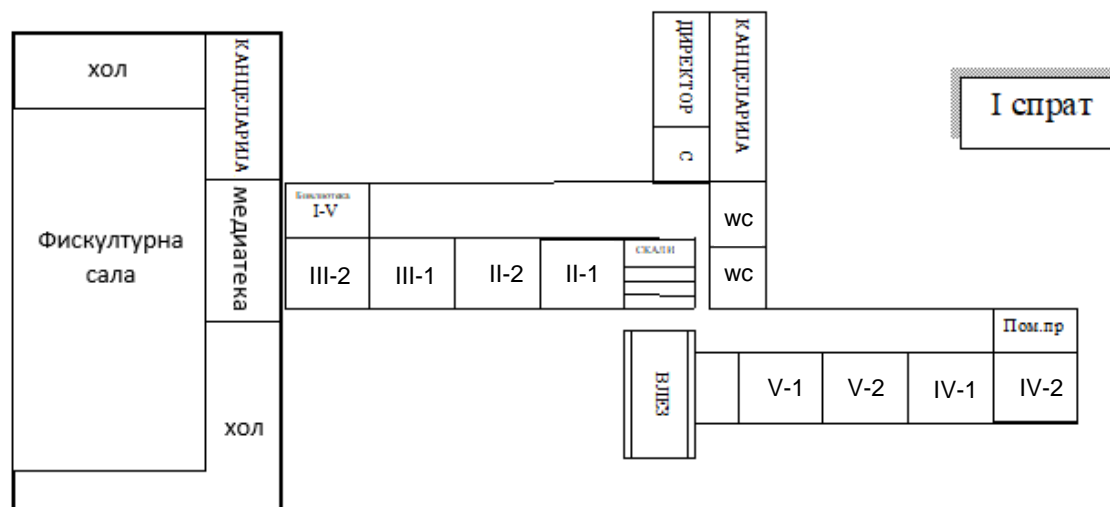 хол
КАНЦЕЛАРИЈА
ДИРЕКТОР
КАНЦЕЛАРИЈА
I спрат
С
Фискултурна
сала
медиатека
Библиотека
I-V
wc
III-2
III-1
II-2
II-1
СКАЛИ
wc
Пом.пр
ВЛЕЗ
V-1
V-2
IV-1
IV-2
хол